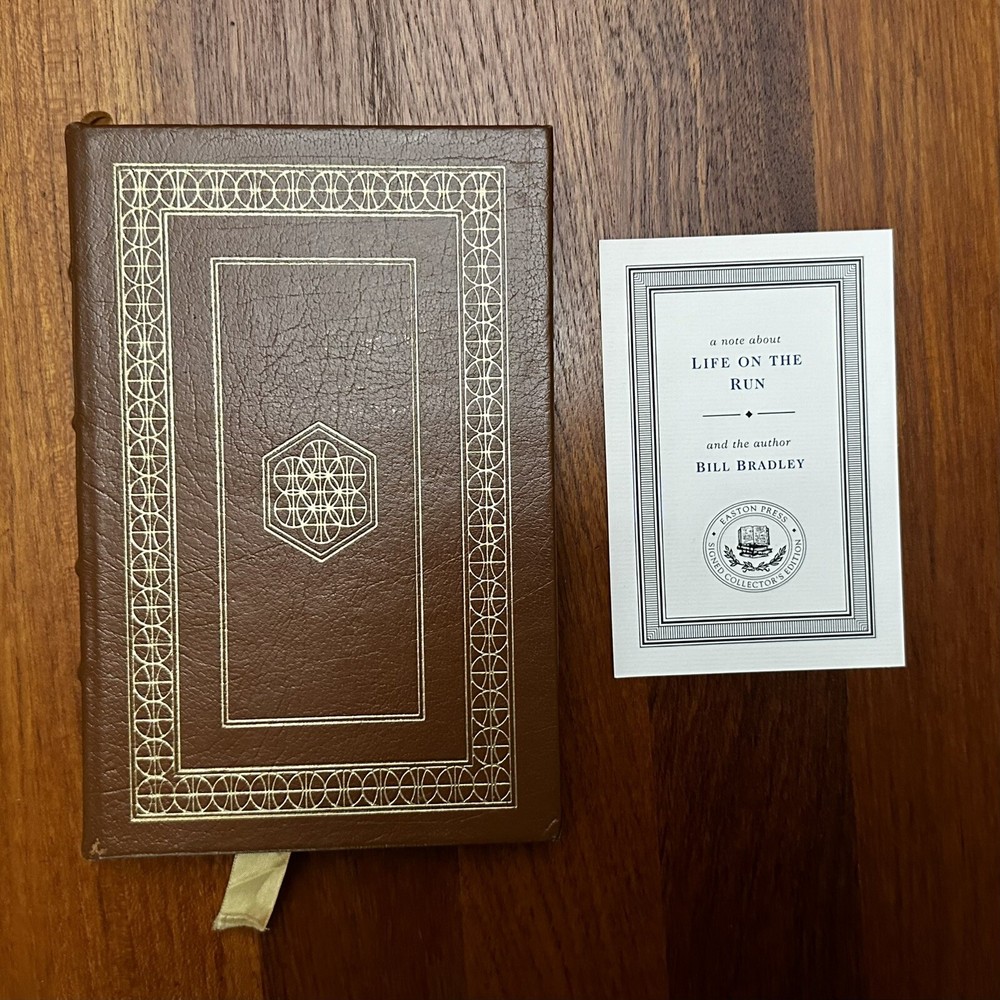 a note about
LIFE ON THE
RUN
and the author
BILL BRADLEY
EASTON PRESS
SIGNED COLLECTOR'S EDITION